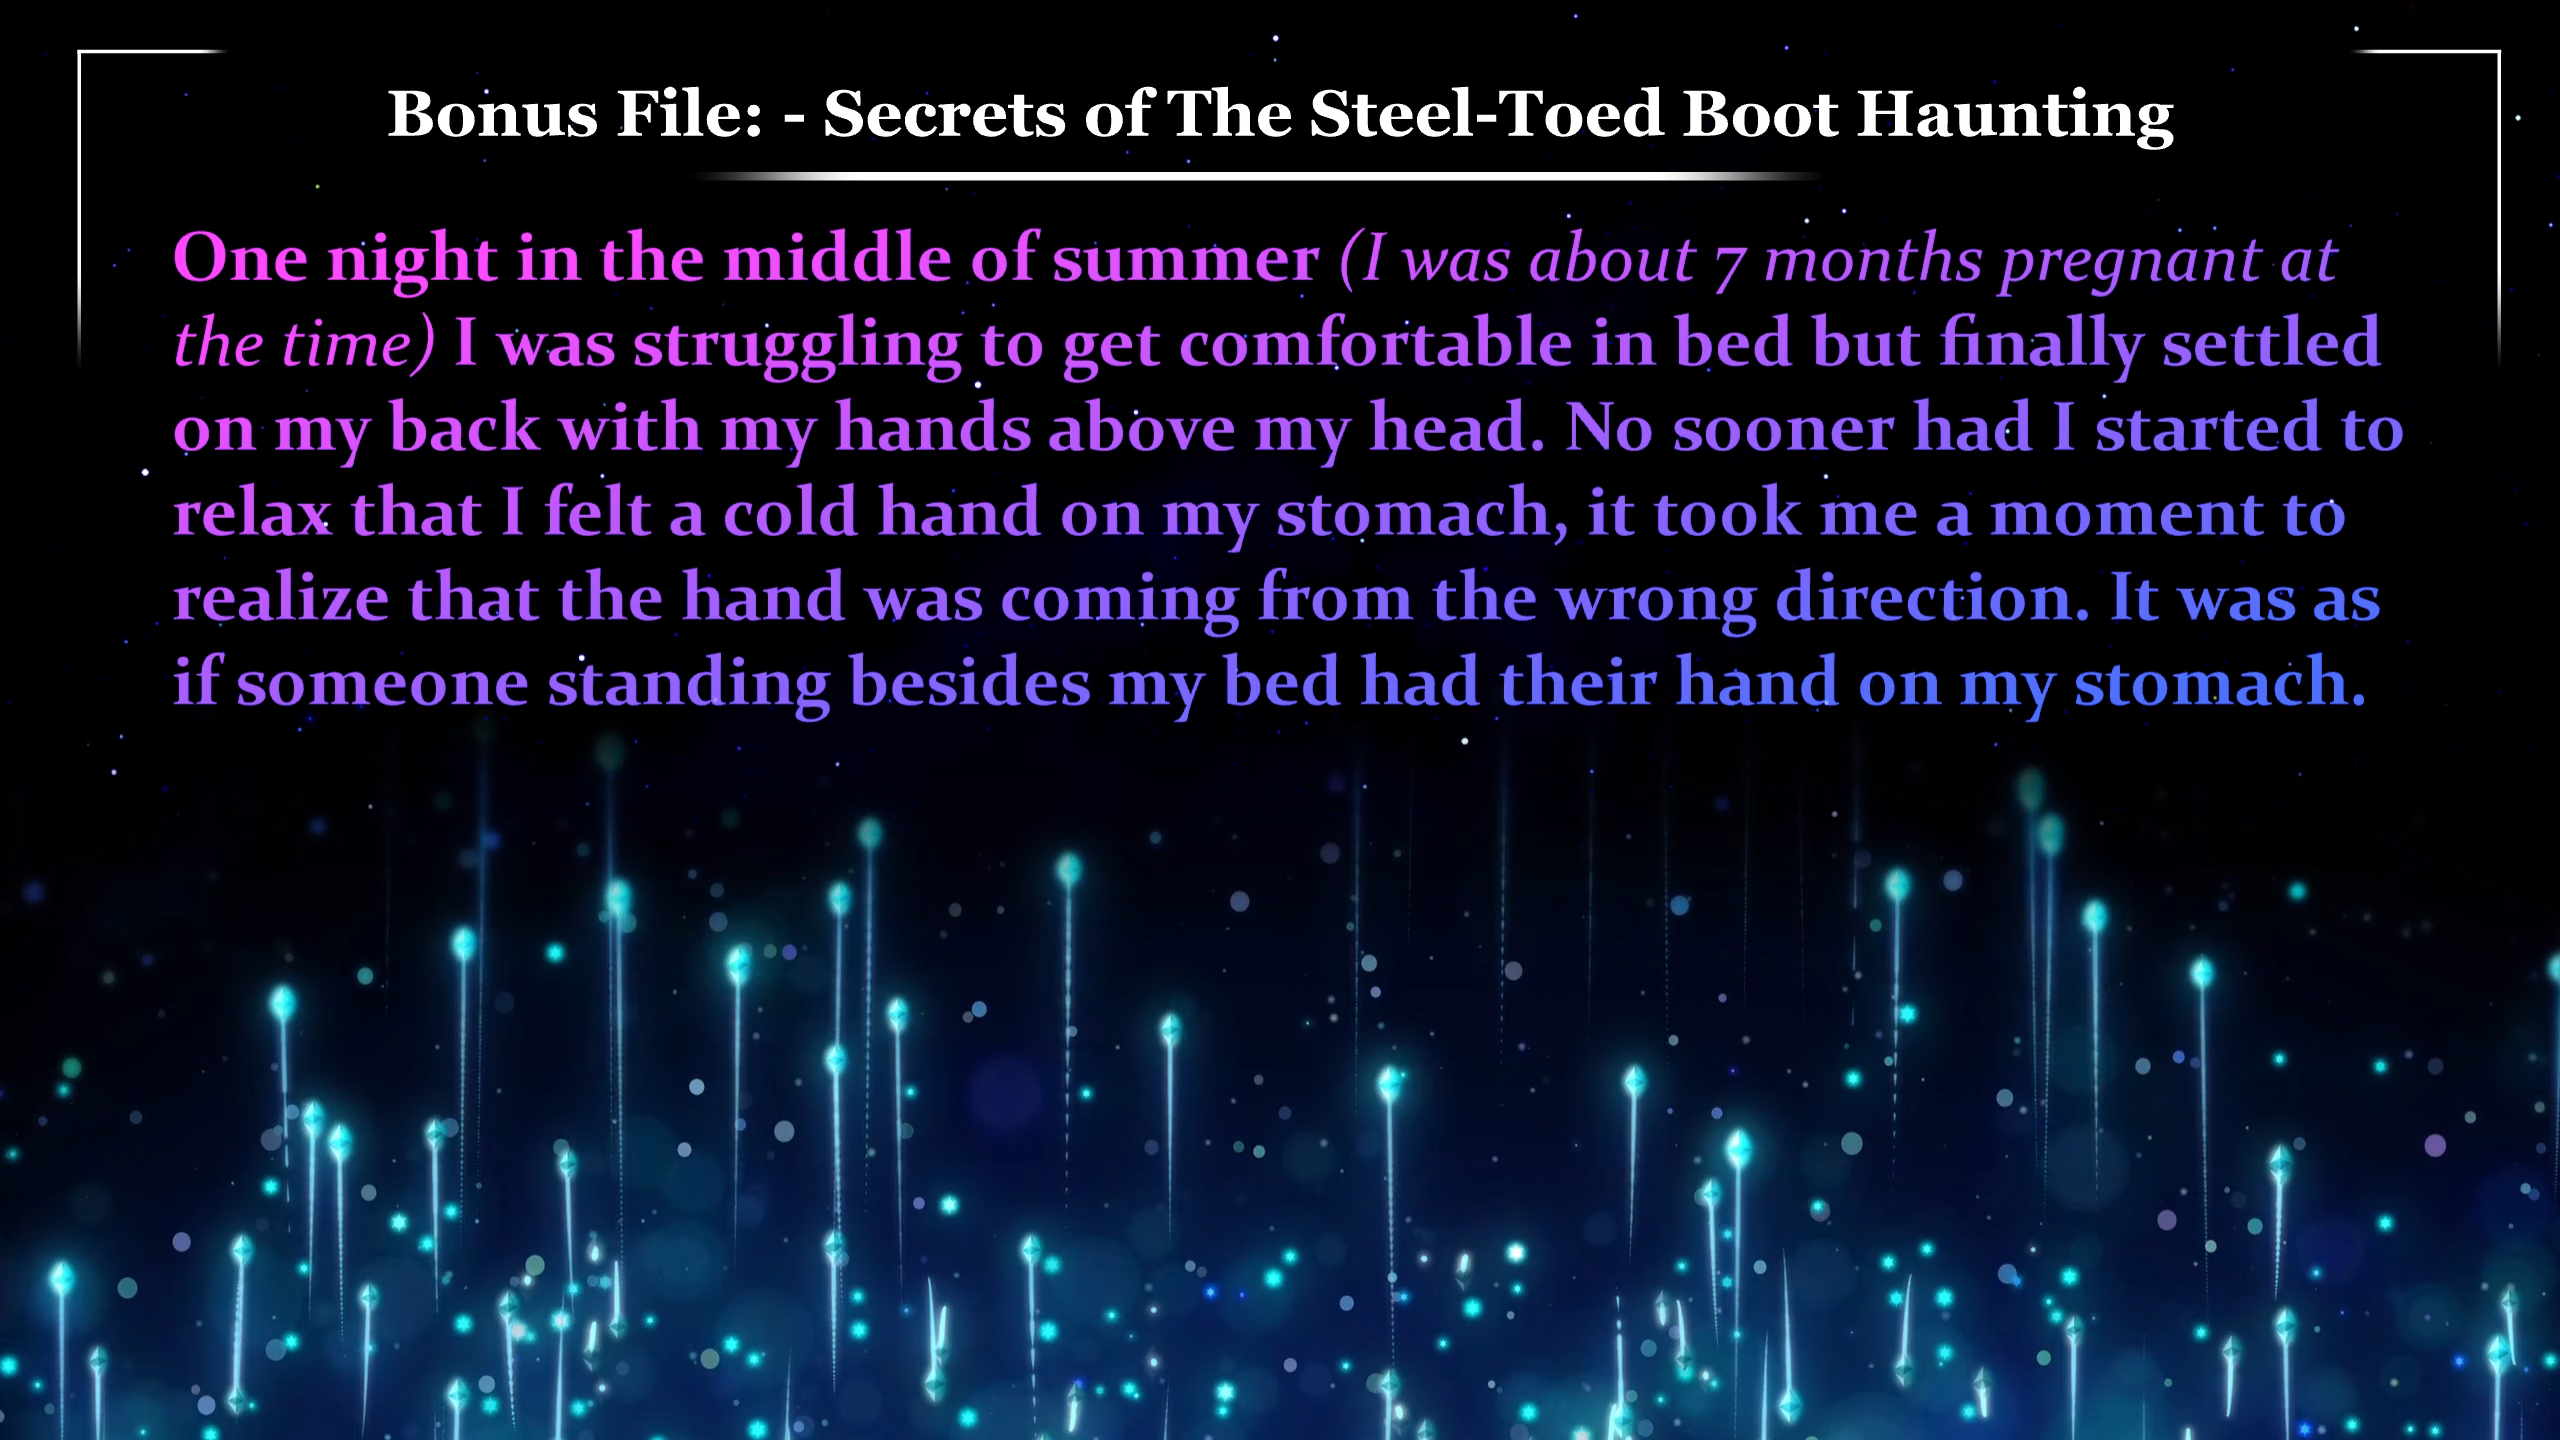 Bonus File: - Secrets of The Steel-Toed Boot Haunting
One night in the middle of summer (I was about 7 months pregnant at
the time) I was struggling to get comfortable in bed but finally settled
on my back with my hands above my head. No sooner had I started to
relax that I felt a cold hand on my stomach, it took me a moment to
realize that the hand was coming from the wrong direction. It was as
if someone standing besides my bed had their hand on my stomach.